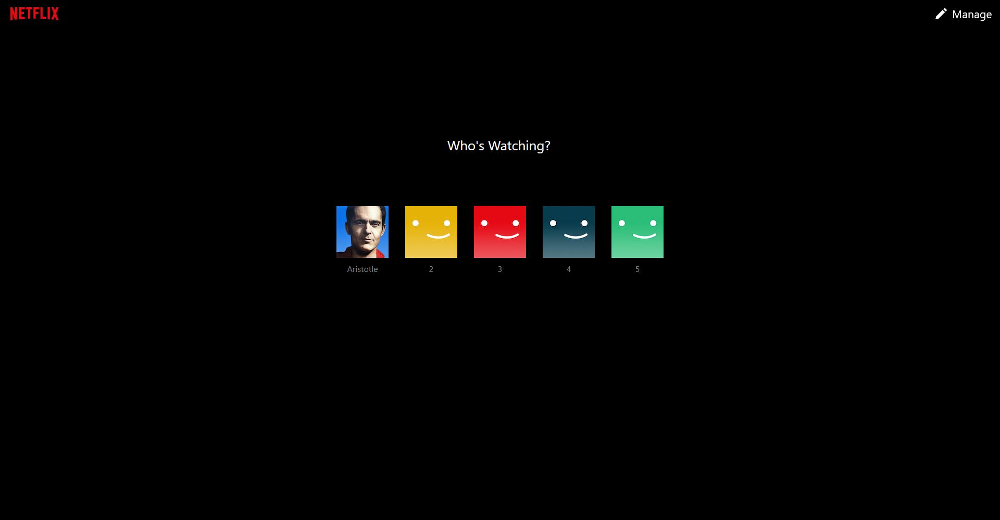 NETFLIX
Manage
Who's Watching?
Aristotle
2
3
4
5